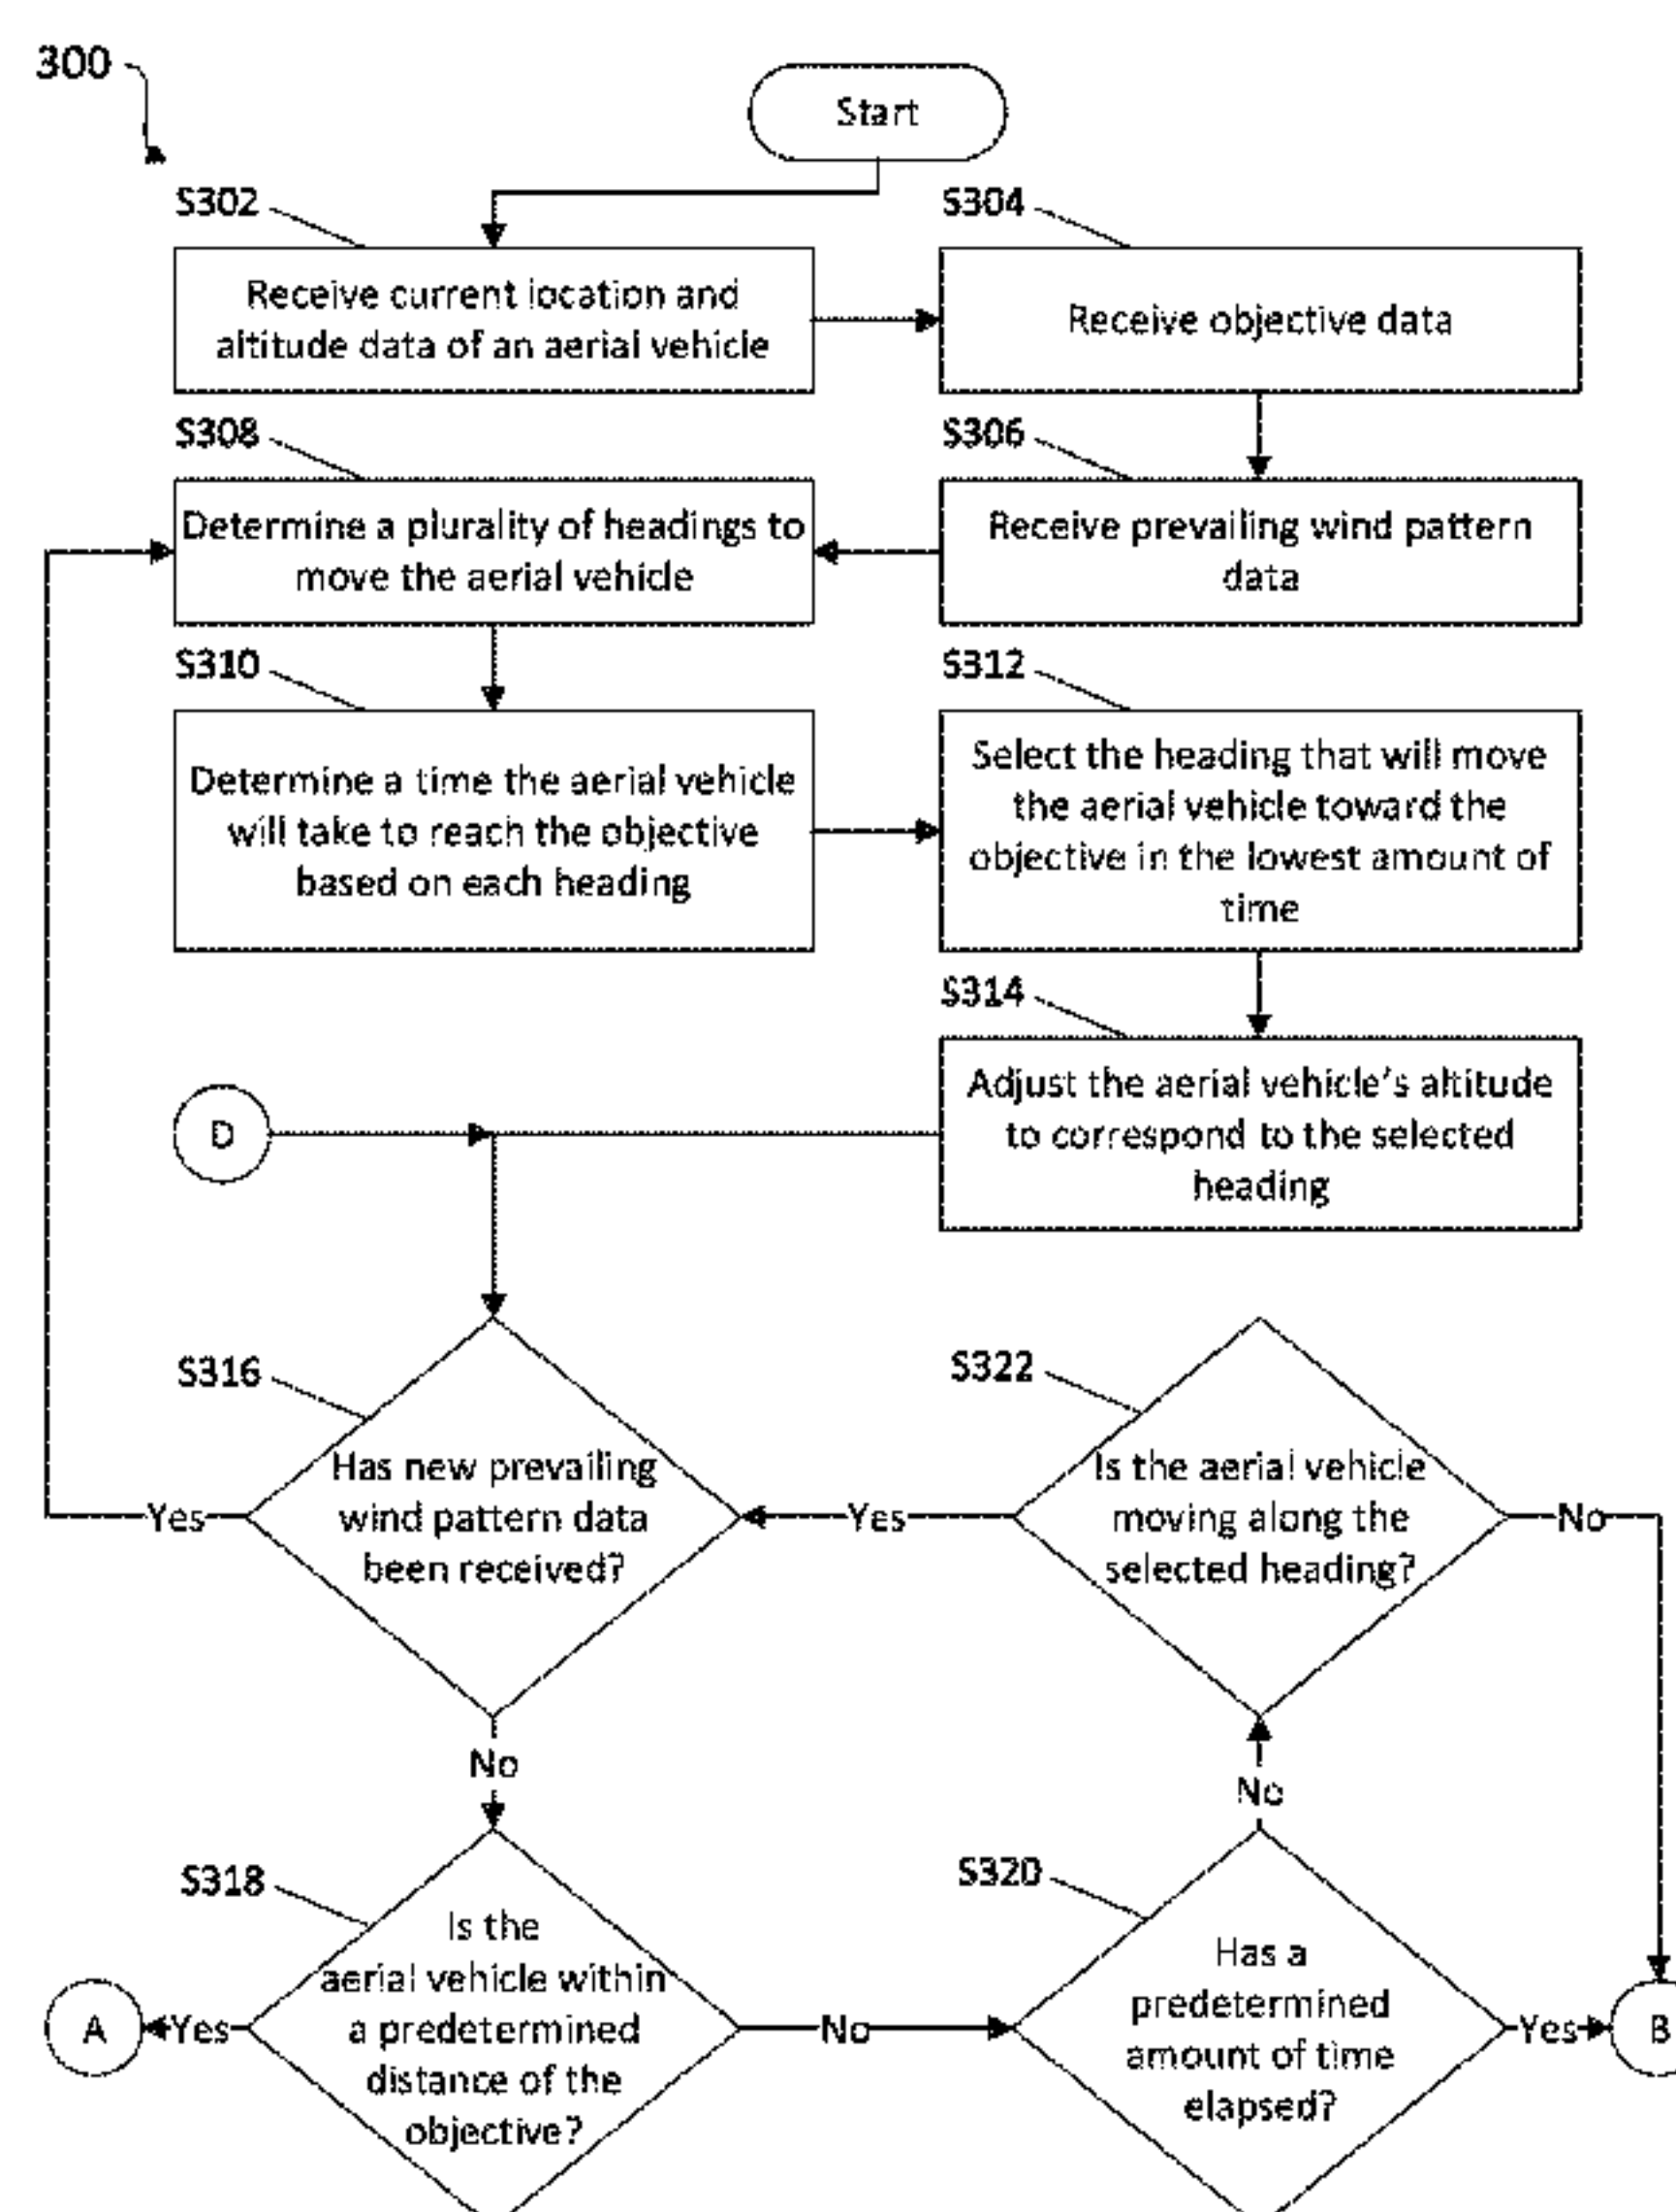 300
Start
S302
Receive current location and
altitude data of an aerial vehicle
S304
Receive objective data
S308
Determine a plurality of headings to
move the aerial vehicle
S306
Receive prevailing wind pattern
data
S310
Determine a time the aerial vehicle
will take to reach the objective
based on each heading
S312
Select the heading that will move
the aerial vehicle toward the
objective in the lowest amount of
time
S314
Adjust the aerial vehicle's altitude
to correspond to the selected
heading
D
S316
Has new prevailing
wind pattern data
been received?
Yes
No
S322
Is the aerial vehicle
moving along the
selected heading?
Yes
No
S318
Is the
aerial vehicle within
a predetermined
distance of the
objective?
Yes
No
A
S320
Has a
predetermined
amount of time
elapsed?
No
Yes
B